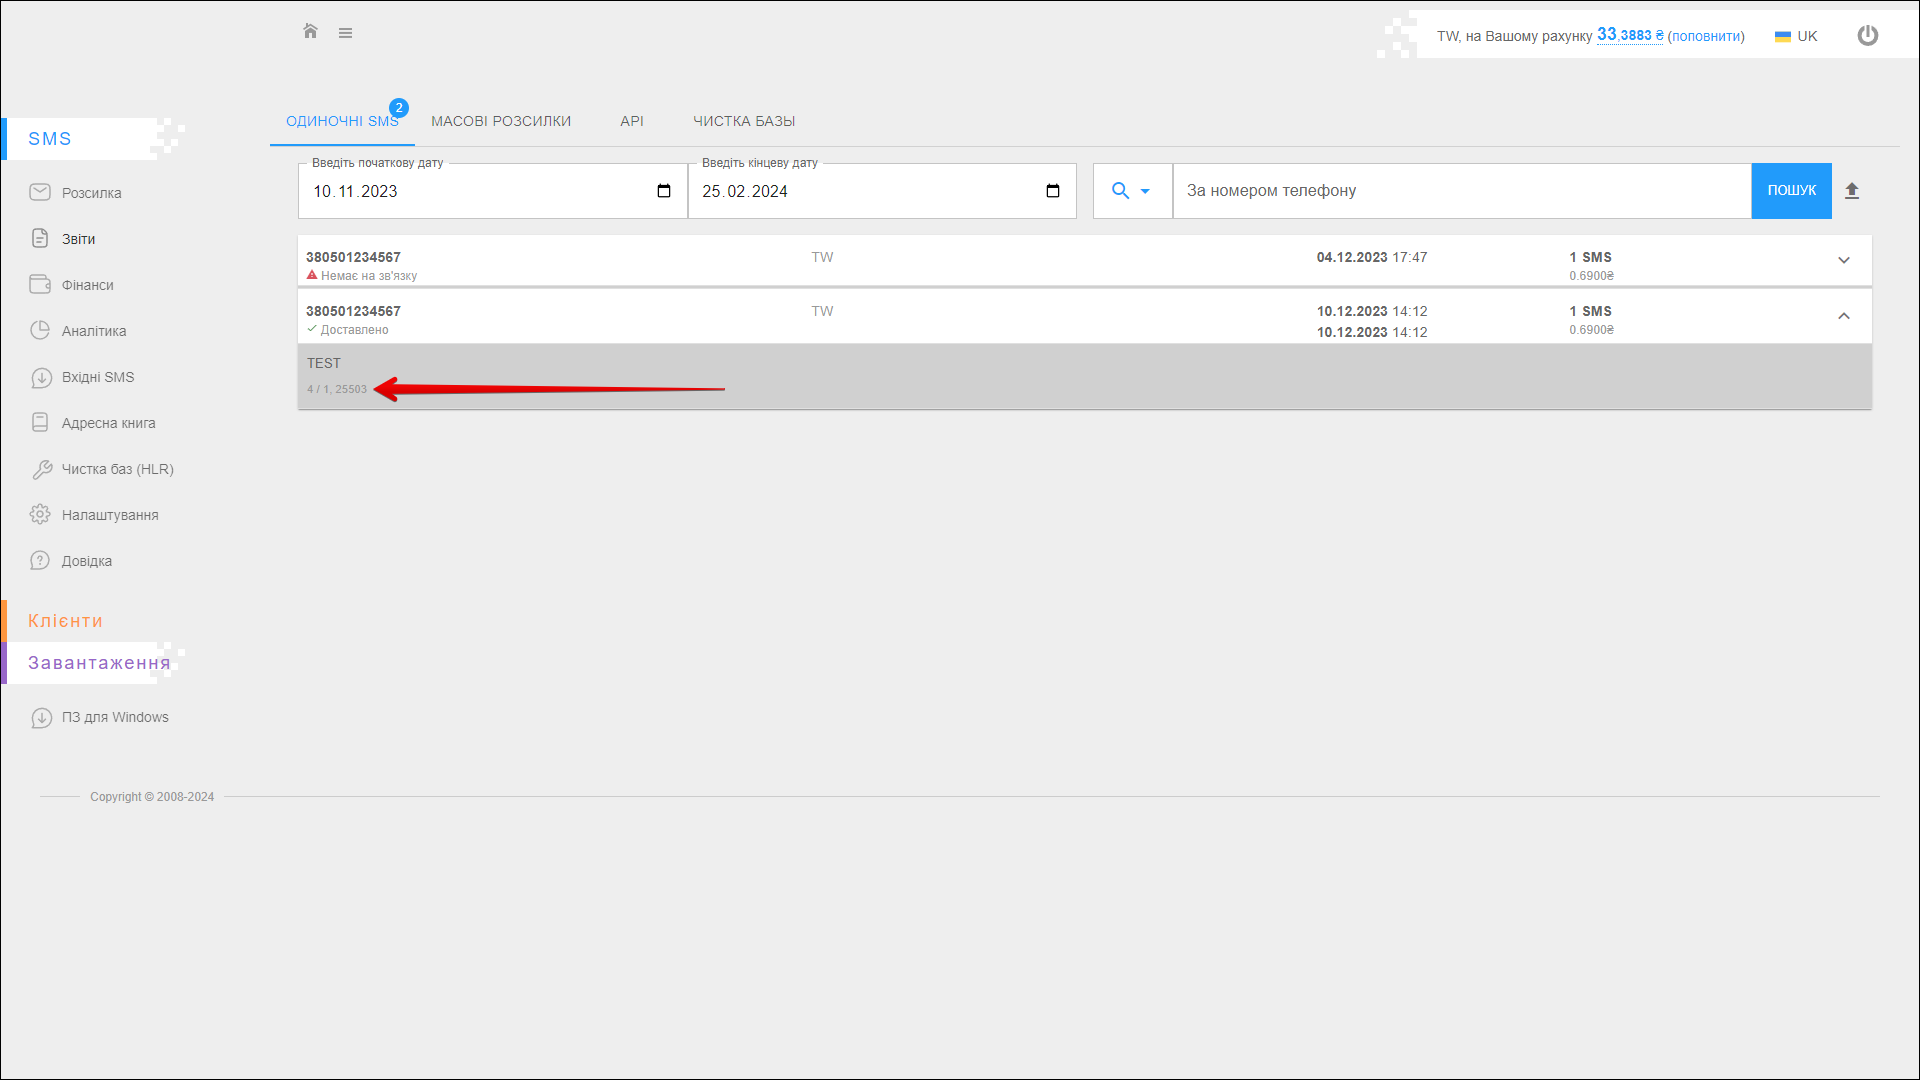 TW, на Вашому рахунку 33,3883 ₴ (поповнити)
UK
SMS
Розсилка
Звіти
Фінанси
Аналітика
Вхідні SMS
Адресна книга
Чистка баз (HLR)
Налаштування
Довідка
Клієнти
Завантаження
ПЗ для Windows
ОДИНОЧНІ SMS 2
МАСОВІ РОЗСИЛКИ
API
ЧИСТКА БАЗЫ
Введіть початкову дату
10.11.2023
Введіть кінцеву дату
25.02.2024
За номером телефону
ПОШУК
380501234567 TW 04.12.2023 17:47 1 SMS
Немає на зв'язку 0.6900₴
380501234567 TW 10.12.2023 14:12 1 SMS
Доставлено 10.12.2023 14:12 0.6900₴
TEST
4 / 1, 25503
Copyright © 2008-2024